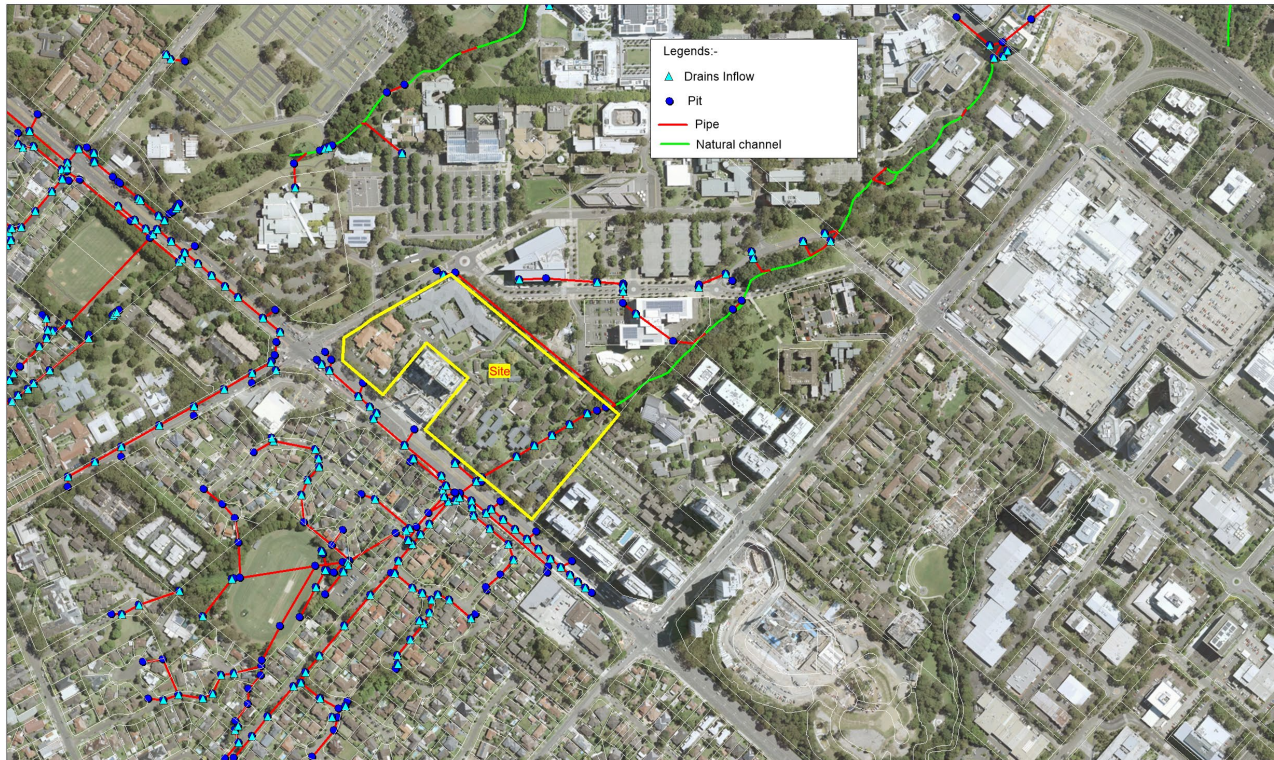 Legends:-
Drains Inflow
Pit
Pipe
Natural channel
Site